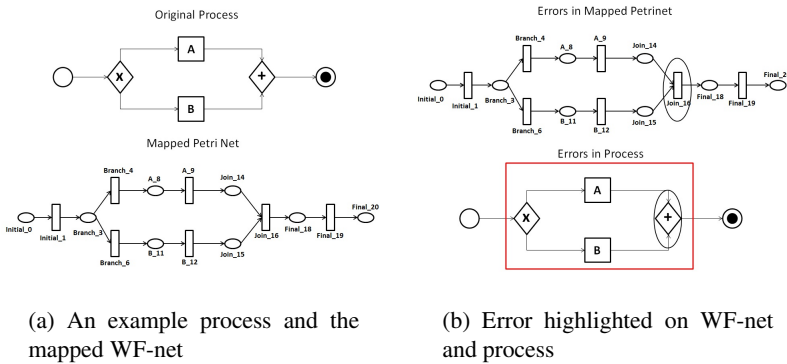 Original Process
A
X
+
B
Mapped Petri Net
Branch_4
A_8
A_9
Join_14
Initial_0
Initial_1
Branch_3
Branch_6
B_11
B_12
Join_15
Join_16
Final_18
Final_19
Final_20
(a) An example process and the
mapped WF-net
Errors in Mapped Petrinet
Branch_4
A_8
A_9
Join_14
Initial_0
Initial_1
Branch_3
Branch_6
B_11
B_12
Join_15
Join_16
Final_18
Final_19
Final_2
Errors in Process
A
X
+
B
(b) Error highlighted on WF-net
and process